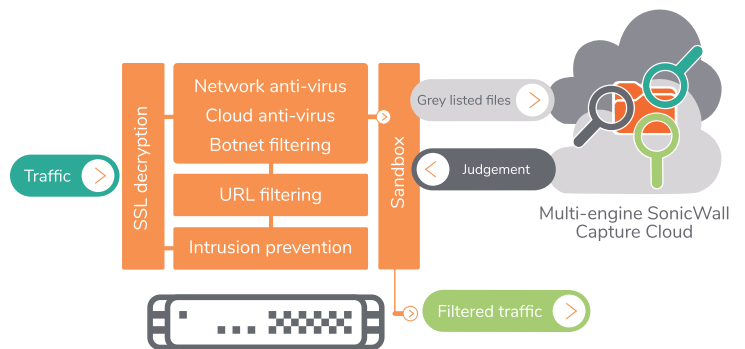 Traffic
SSL decryption
Network anti-virus
Cloud anti-virus
Botnet filtering
URL filtering
Intrusion prevention
Sandbox
Grey listed files
Judgement
Multi-engine SonicWall
Capture Cloud
Filtered traffic